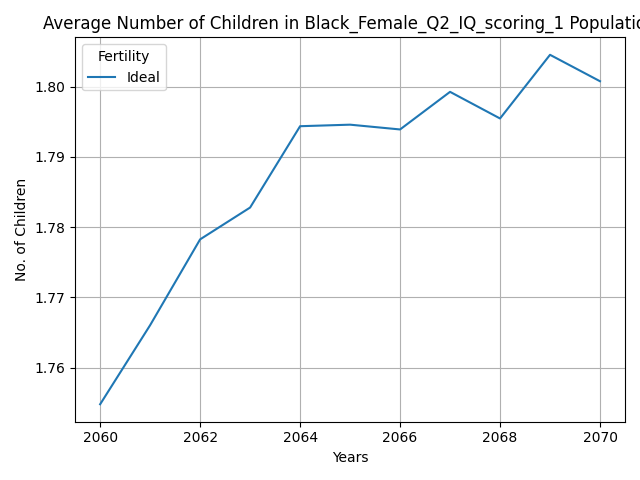 Average Number of Children in Black_Female_Q2_IQ_scoring_1 Populatio
Fertility
Ideal
No. of Children
1.80
1.79
1.78
1.77
1.76
2060 2062 2064 2066 2068 2070
Years